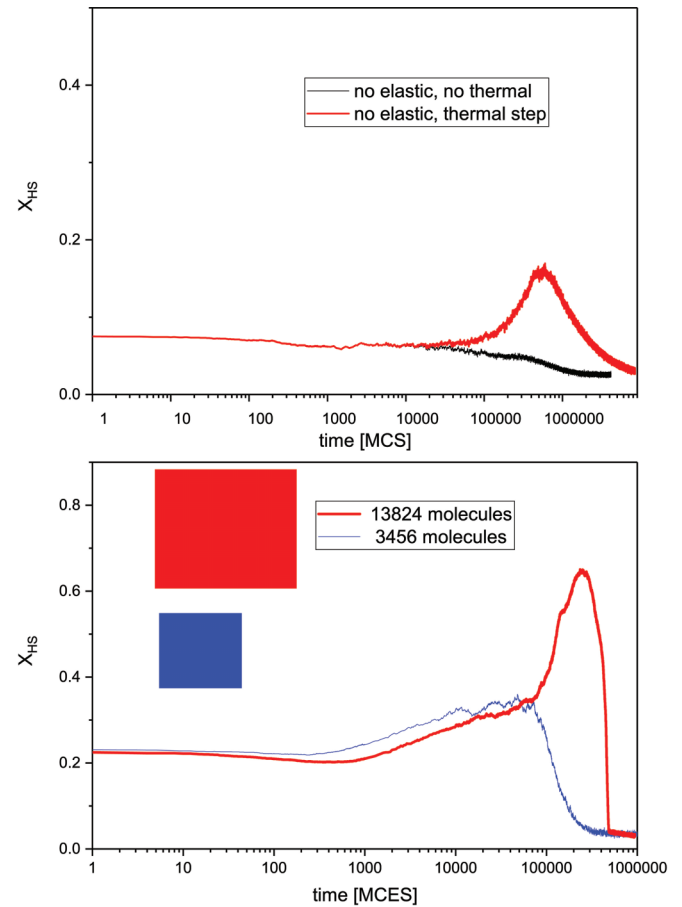 0.4
no elastic, no thermal
no elastic, thermal step
X_HS
0.2
0.0
1 10 100 1000 10000 100000 1000000
time [MCS]
0.8
13824 molecules
3456 molecules
0.6
X_HS
0.4
0.2
0.0
1 10 100 1000 10000 100000 1000000
time [MCES]